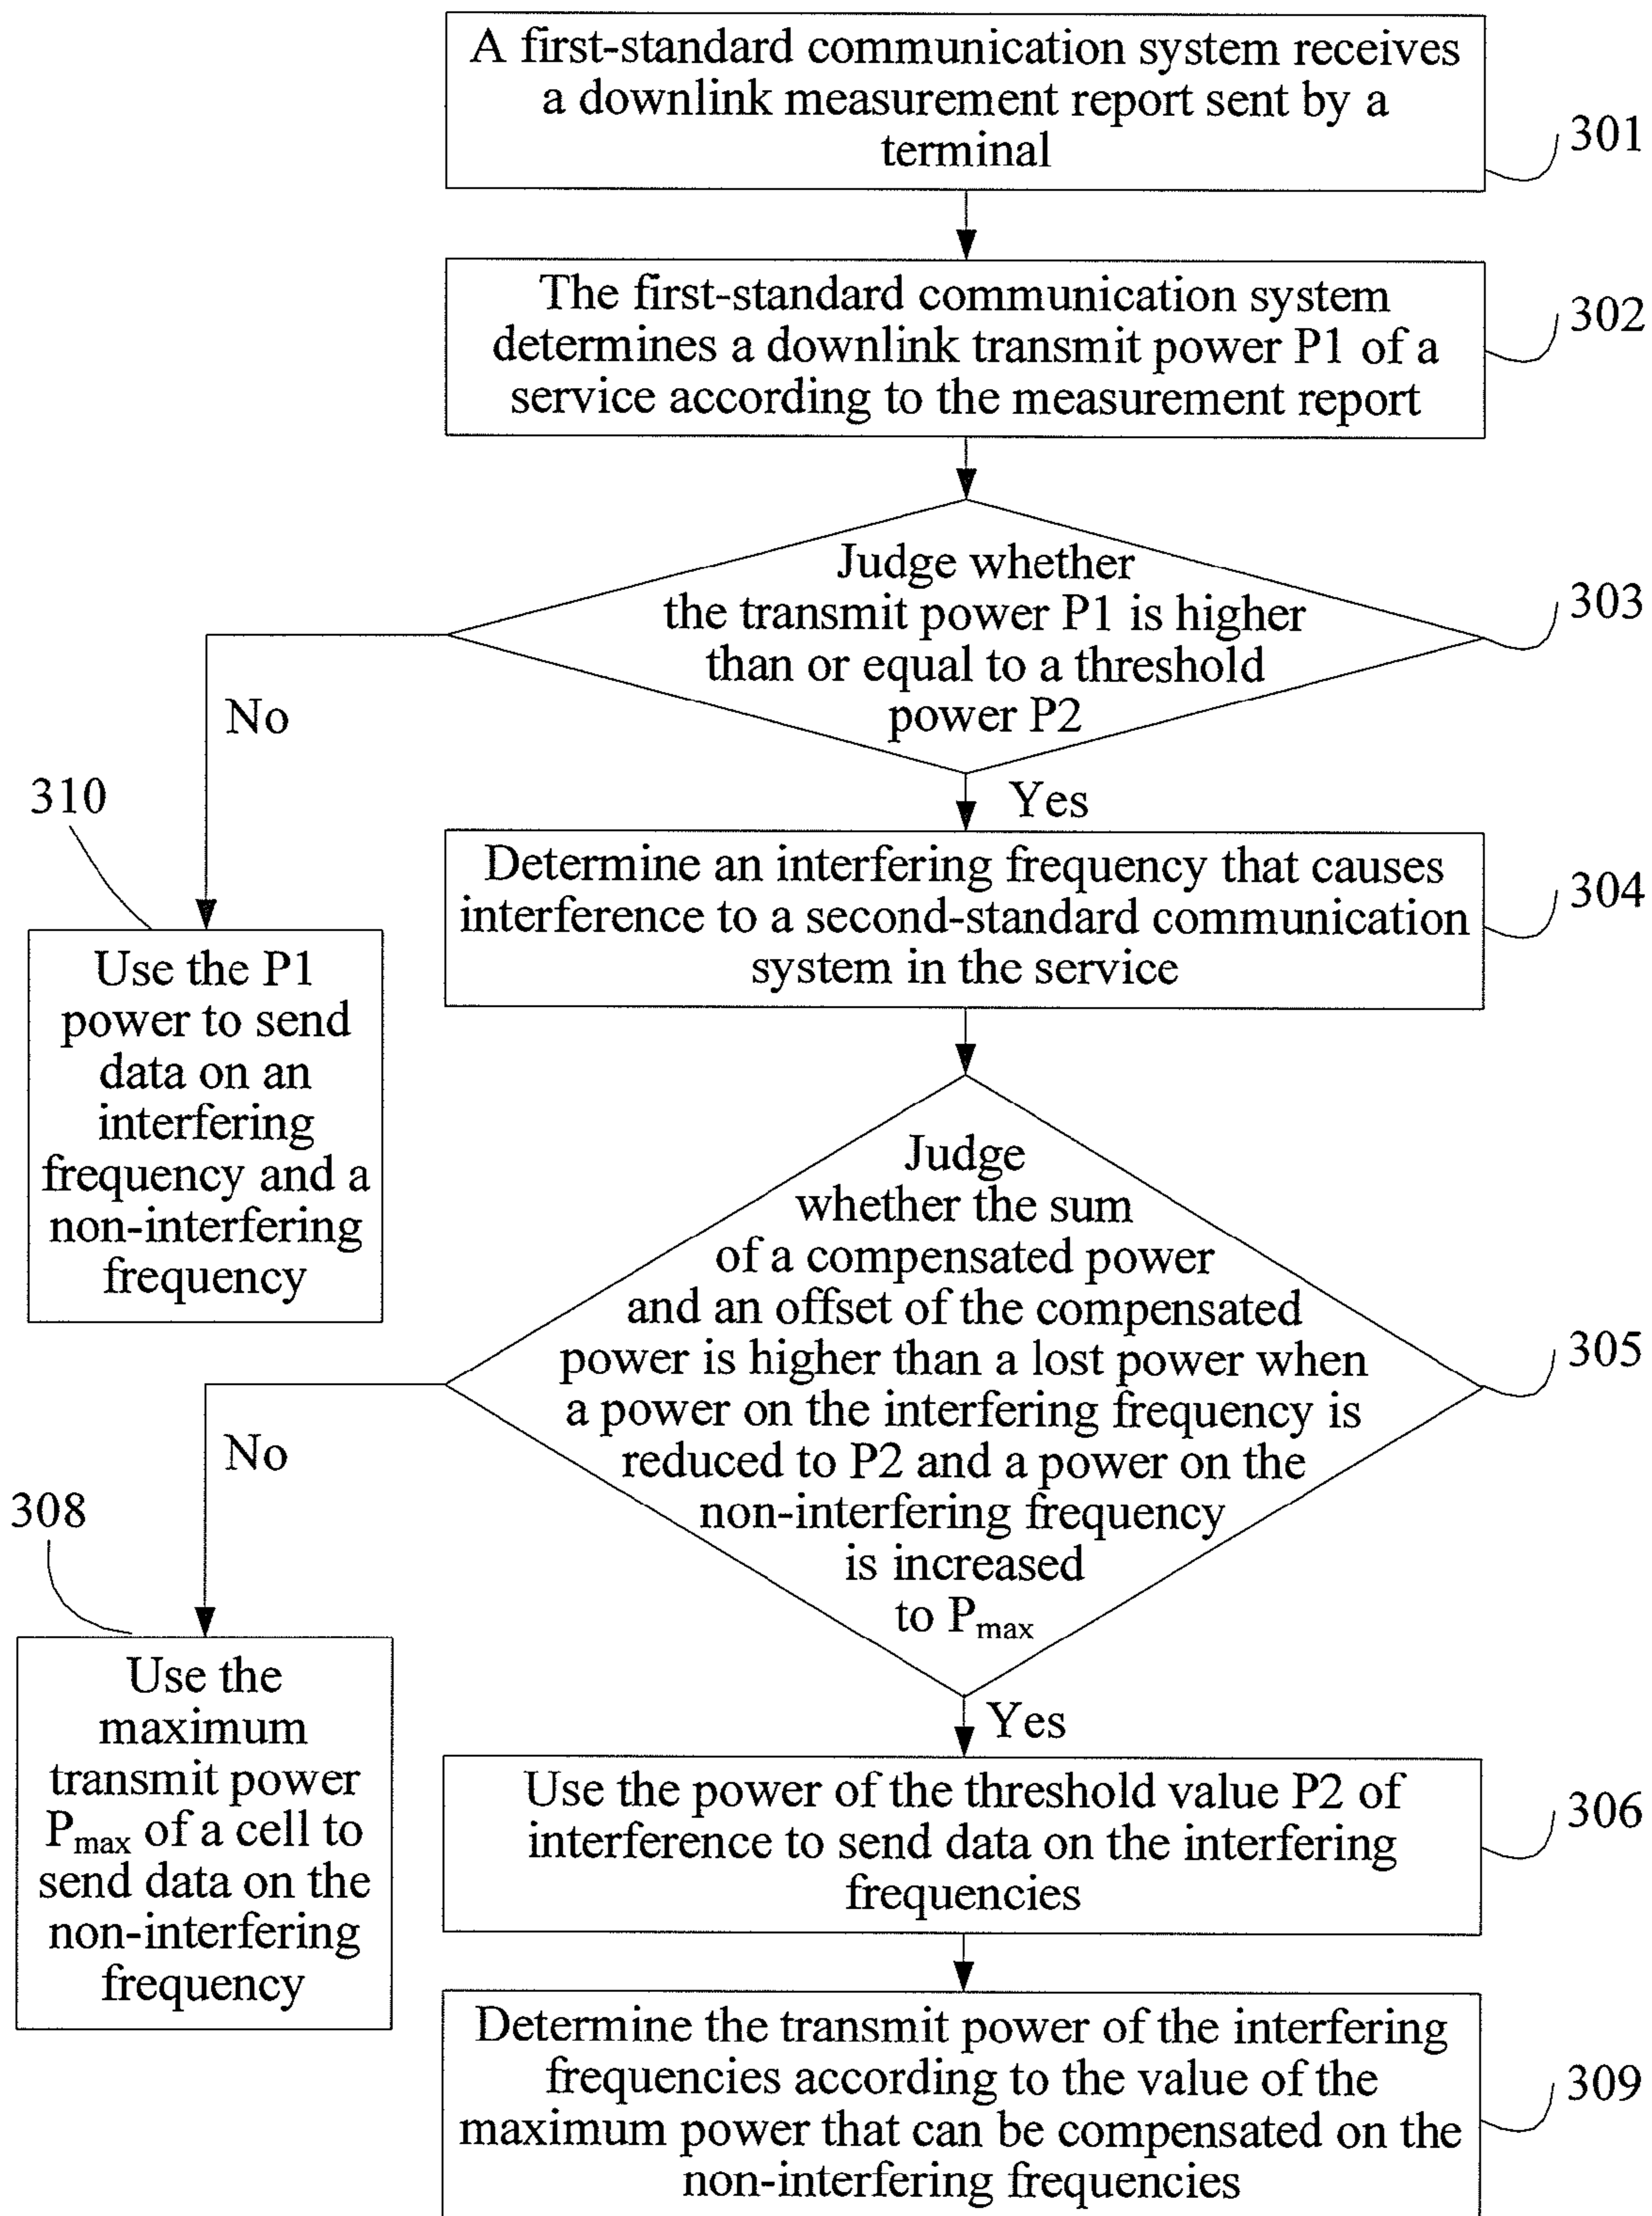 A first-standard communication system receives
a downlink measurement report sent by a
terminal
301
The first-standard communication system
determines a downlink transmit power P1 of a
service according to the measurement report
302
Judge whether
the transmit power P1 is higher
than or equal to a threshold
power P2
303
No
Yes
310
Use the P1
power to send
data on an
interfering
frequency and a
non-interfering
frequency
Determine an interfering frequency that causes
interference to a second-standard communication
system in the service
304
Judge
whether the sum
of a compensated power
and an offset of the compensated
power is higher than a lost power when
a power on the interfering frequency is
reduced to P2 and a power on the
non-interfering frequency
is increased
to Pmax
305
No
Yes
308
Use the
maximum
transmit power
Pmax of a cell to
send data on the
non-interfering
frequency
Use the power of the threshold value P2 of
interference to send data on the interfering
frequencies
306
Determine the transmit power of the interfering
frequencies according to the value of the
maximum power that can be compensated on the
non-interfering frequencies
309